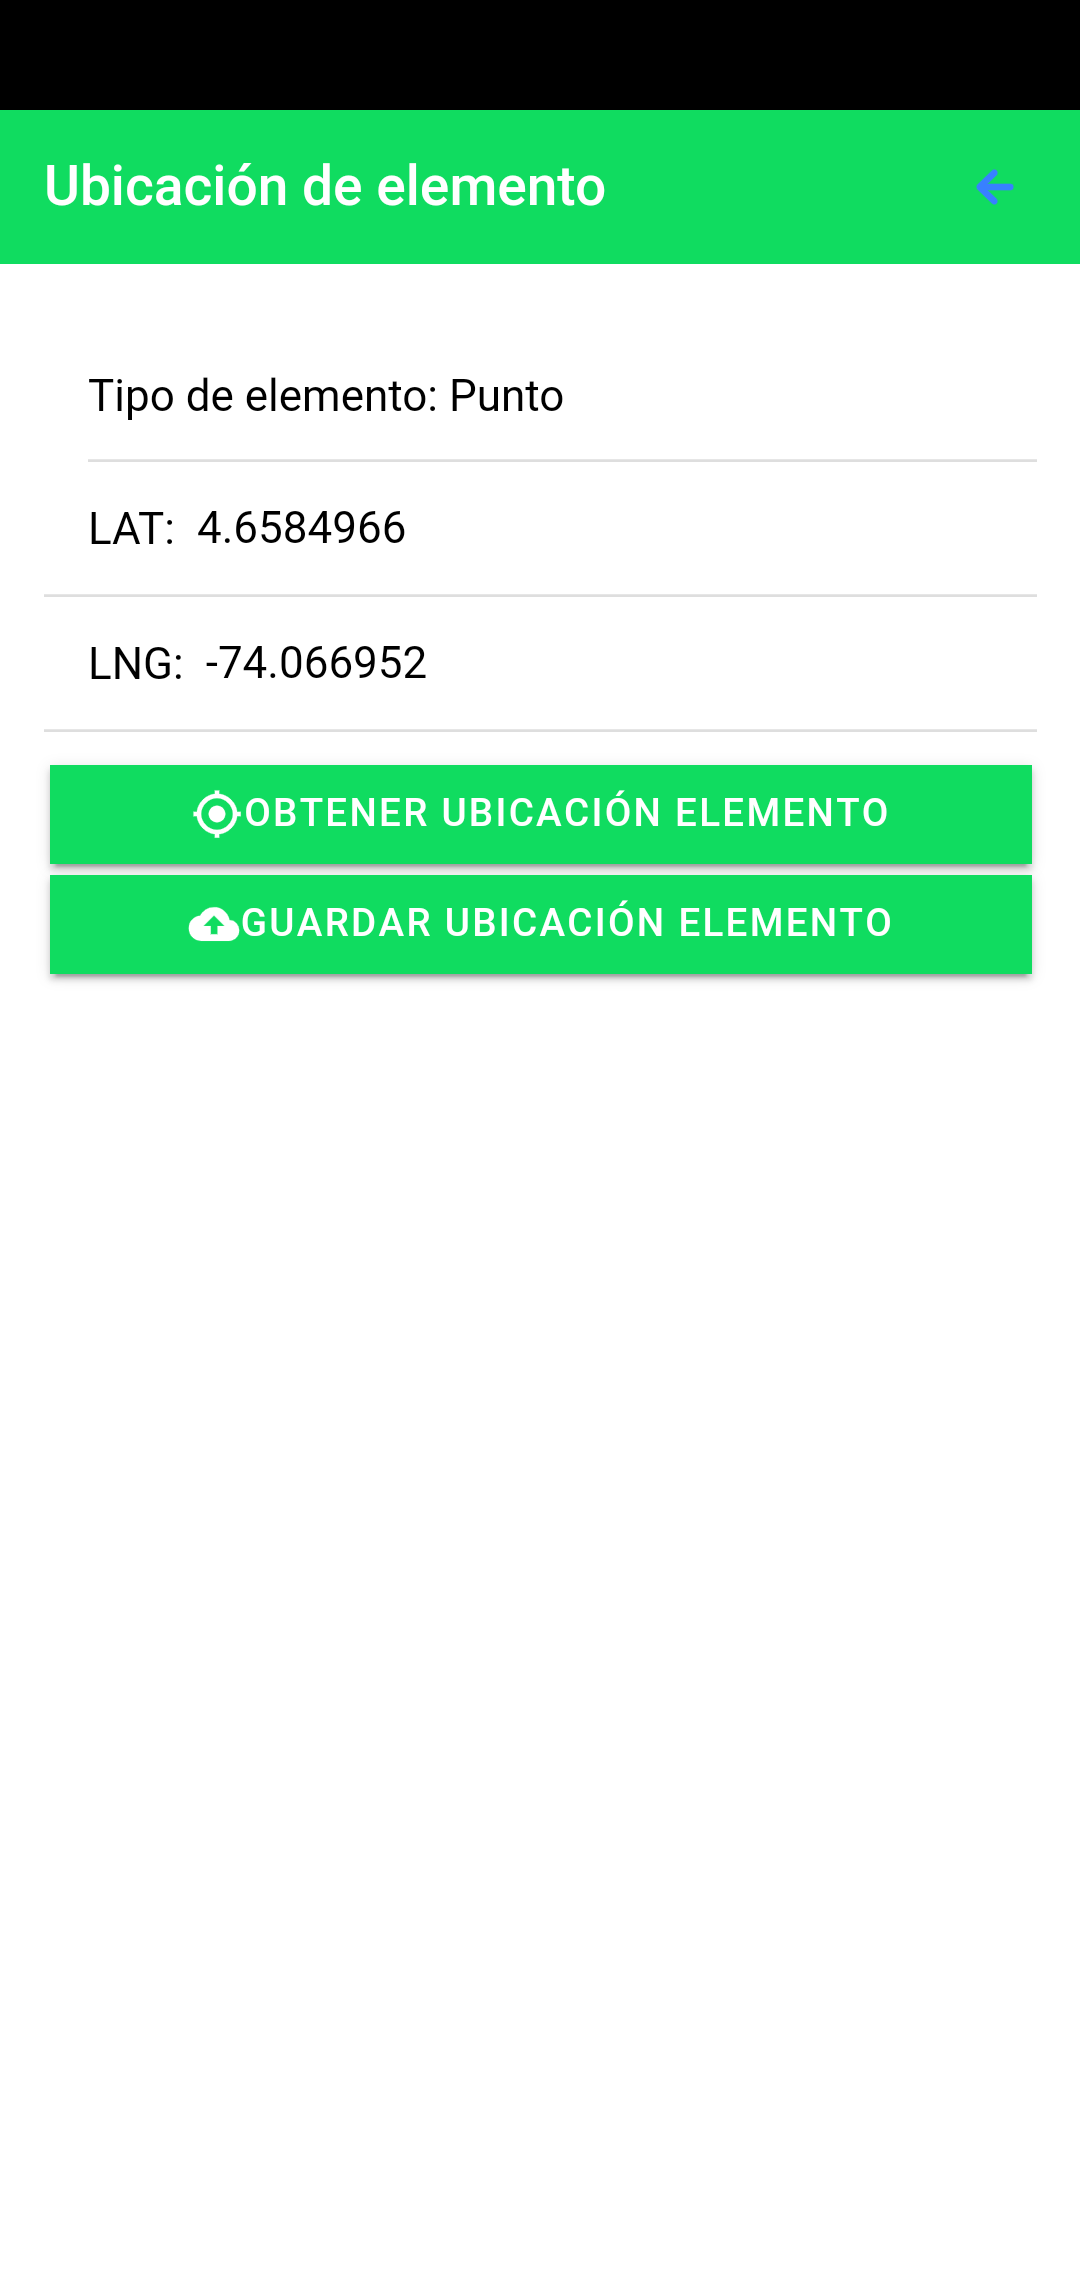 Ubicación de elemento
Tipo de elemento: Punto
LAT: 4.6584966
LNG: -74.066952
OBTENER UBICACIÓN ELEMENTO
GUARDAR UBICACIÓN ELEMENTO